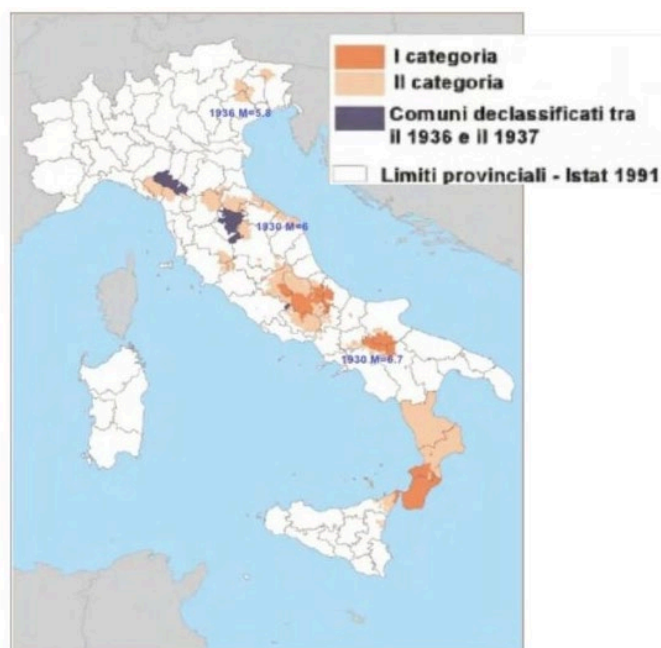 I categoria
II categoria
Comuni declassificati tra
il 1936 e il 1937
Limiti provinciali - Istat 1991
1936 M=5.8
1930 M=6
1930 M=6.7